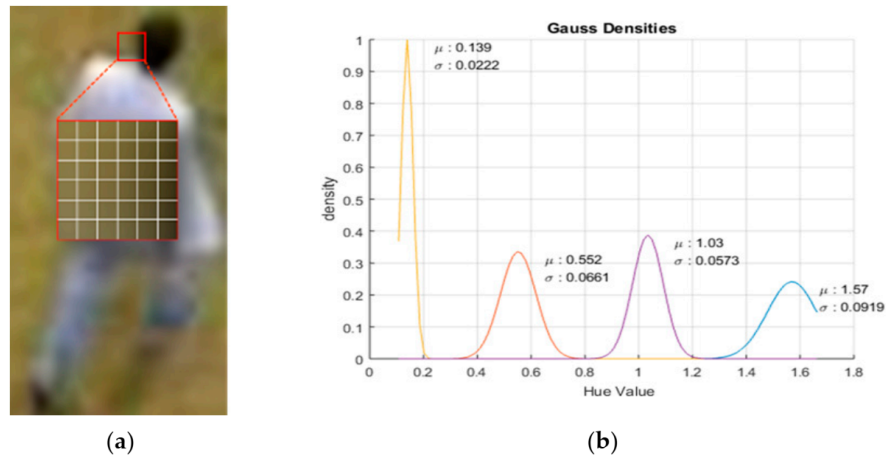 Gauss Densities
μ : 0.139
σ : 0.0222
μ : 0.552
σ : 0.0661
μ : 1.03
σ : 0.0573
μ : 1.57
σ : 0.0919
density
1
0.9
0.8
0.7
0.6
0.5
0.4
0.3
0.2
0.1
0
0 0.2 0.4 0.6 0.8 1 1.2 1.4 1.6 1.8
Hue Value
(a) (b)